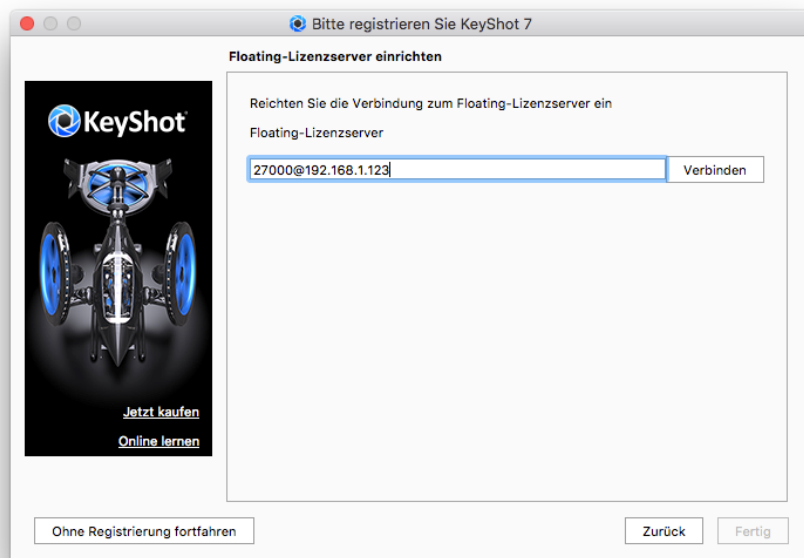 Bitte registrieren Sie KeyShot 7
Floating-Lizenzserver einrichten
KeyShot
Reichten Sie die Verbindung zum Floating-Lizenzserver ein
Floating-Lizenzserver
27000@192.168.1.123
Verbinden
Jetzt kaufen
Online lernen
Ohne Registrierung fortfahren
Zurück
Fertig